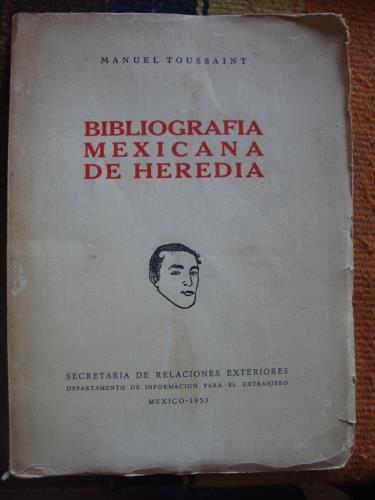 MANUEL TOUSSAINT
BIBLIOGRAFIA
MEXICANA
DE HEREDIA
SECRETARIA DE RELACIONES EXTERIORES
DEPARTAMENTO DE INFORMACION PARA EL EXTRANJERO
MEXICO-1953